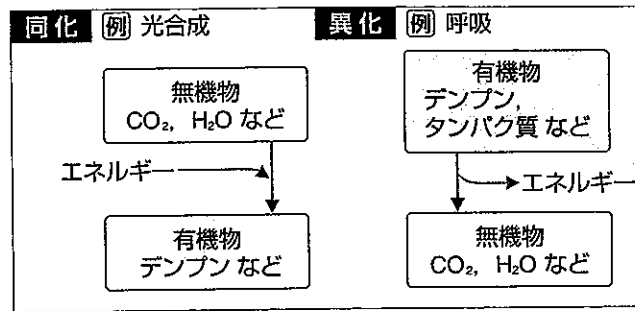 同化 例 光合成
無機物
CO₂, H₂O など
エネルギー
有機物
デンプン など
異化 例 呼吸
有機物
デンプン,
タンパク質 など
エネルギー
無機物
CO₂, H₂O など